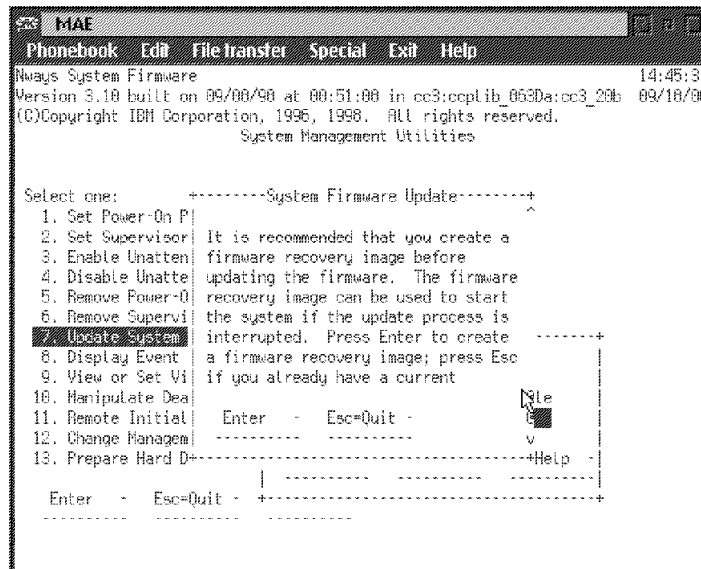 MAE
Phonebook Edit File transfer Special Exit Help
Nways System Firmware 14:45:3
Version 3.10 built on 09/08/98 at 00:51:08 in cc3:ccplib_063Da:cc3_20b 09/18/9
(C)Copyright IBM Corporation, 1996, 1998. All rights reserved.
System Management Utilities
Select one: +--------System Firmware Update--------+
1. Set Power-On P| ^
2. Set Supervisor| It is recommended that you create a
3. Enable Unatten| firmware recovery image before
4. Disable Unatte| updating the firmware. The firmware
5. Remove Power-O| recovery image can be used to start
6. Remove Supervi| the system if the update process is
7. Update System | interrupted. Press Enter to create -------+
8. Display Event | a firmware recovery image; press Esc |
9. View or Set Vi| if you already have a current |
10. Manipulate Dea| le |
11. Remote Initial| Enter - Esc=Quit - |
12. Change Managem| ---------- ---------- v |
13. Prepare Hard D+--------------------------------------+Help -|
| ---------- ---------- ----------|
Enter - Esc=Quit - +---------------------------------------+
---------- ---------- ----------